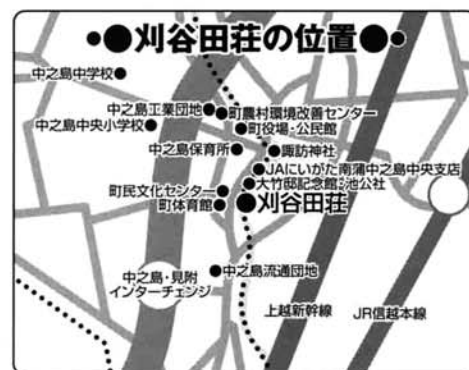 ●●刈谷田荘の位置●●
中之島中学校●
中之島工業団地●
●町農村環境改善センター
中之島中央小学校●
●町役場・公民館
中之島保育所●
●諏訪神社
●JAにいがた南蒲中之島中央支店
●大竹邸記念館・池公社
町民文化センター●
町体育館●
●刈谷田荘
●中之島流通団地
中之島・見附
インターチェンジ
上越新幹線
JR信越本線